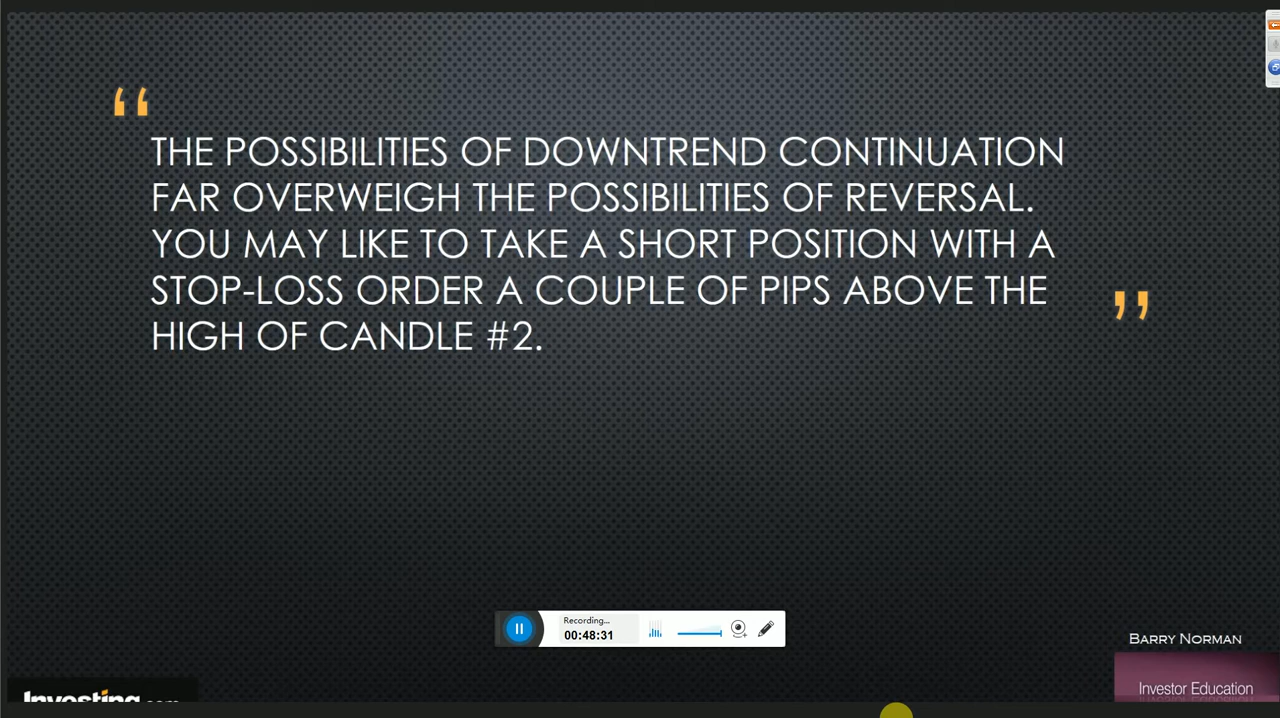 “
THE POSSIBILITIES OF DOWNTREND CONTINUATION
FAR OVERWEIGH THE POSSIBILITIES OF REVERSAL.
YOU MAY LIKE TO TAKE A SHORT POSITION WITH A
STOP-LOSS ORDER A COUPLE OF PIPS ABOVE THE
HIGH OF CANDLE #2.
”
Recording...
00:48:31
BARRY NORMAN
Investing.com
Investor Education